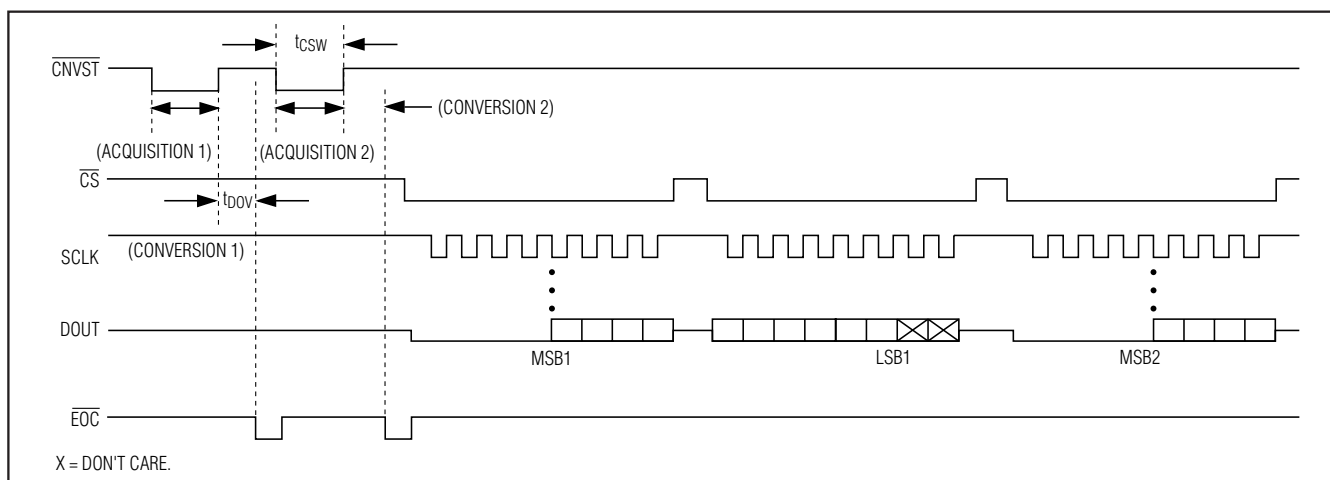 tCSW
CNVST
(CONVERSION 2)
(ACQUISITION 1)
(ACQUISITION 2)
CS
tDOV
(CONVERSION 1)
SCLK
DOUT
MSB1
LSB1
MSB2
EOC
X = DON'T CARE.